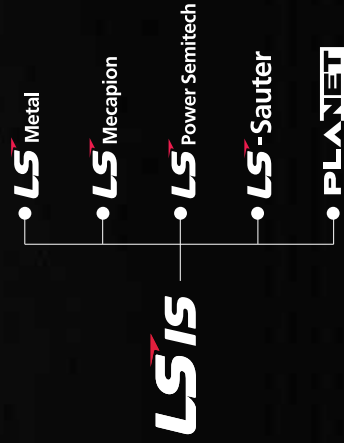 LS Metal
LS Mecapion
LS Power Semitech
LS-Sauter
PLANET
LS IS